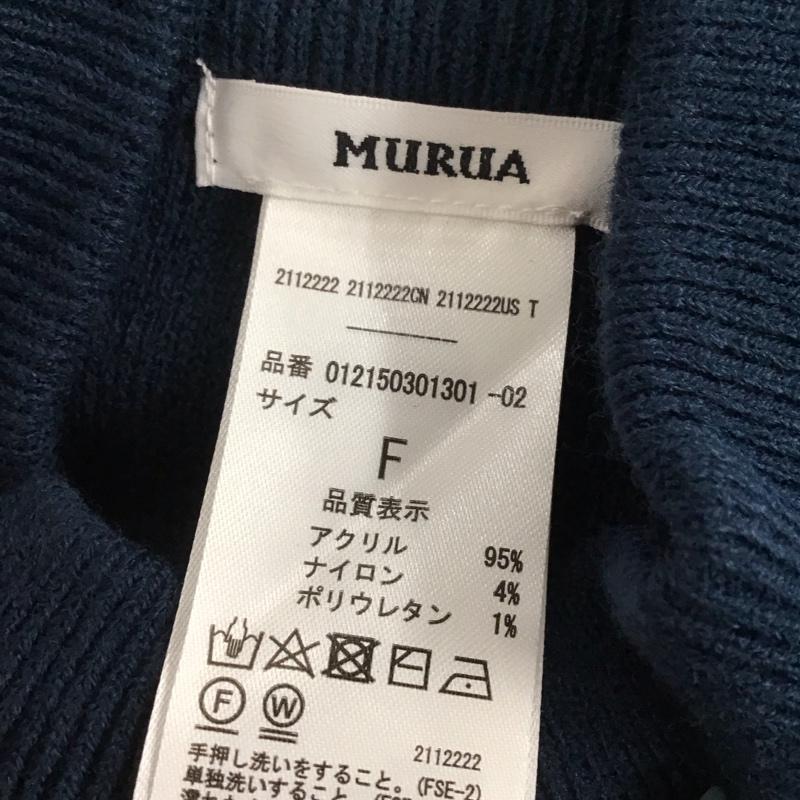 MURUA
2112222 2112222CN 2112222US T
品番 012150301301 -02
サイズ
F
品質表示
アクリル 95%
ナイロン 4%
ポリウレタン 1%
F W
2112222
手押し洗いをすること。(FSE-2)
単独洗いすること。